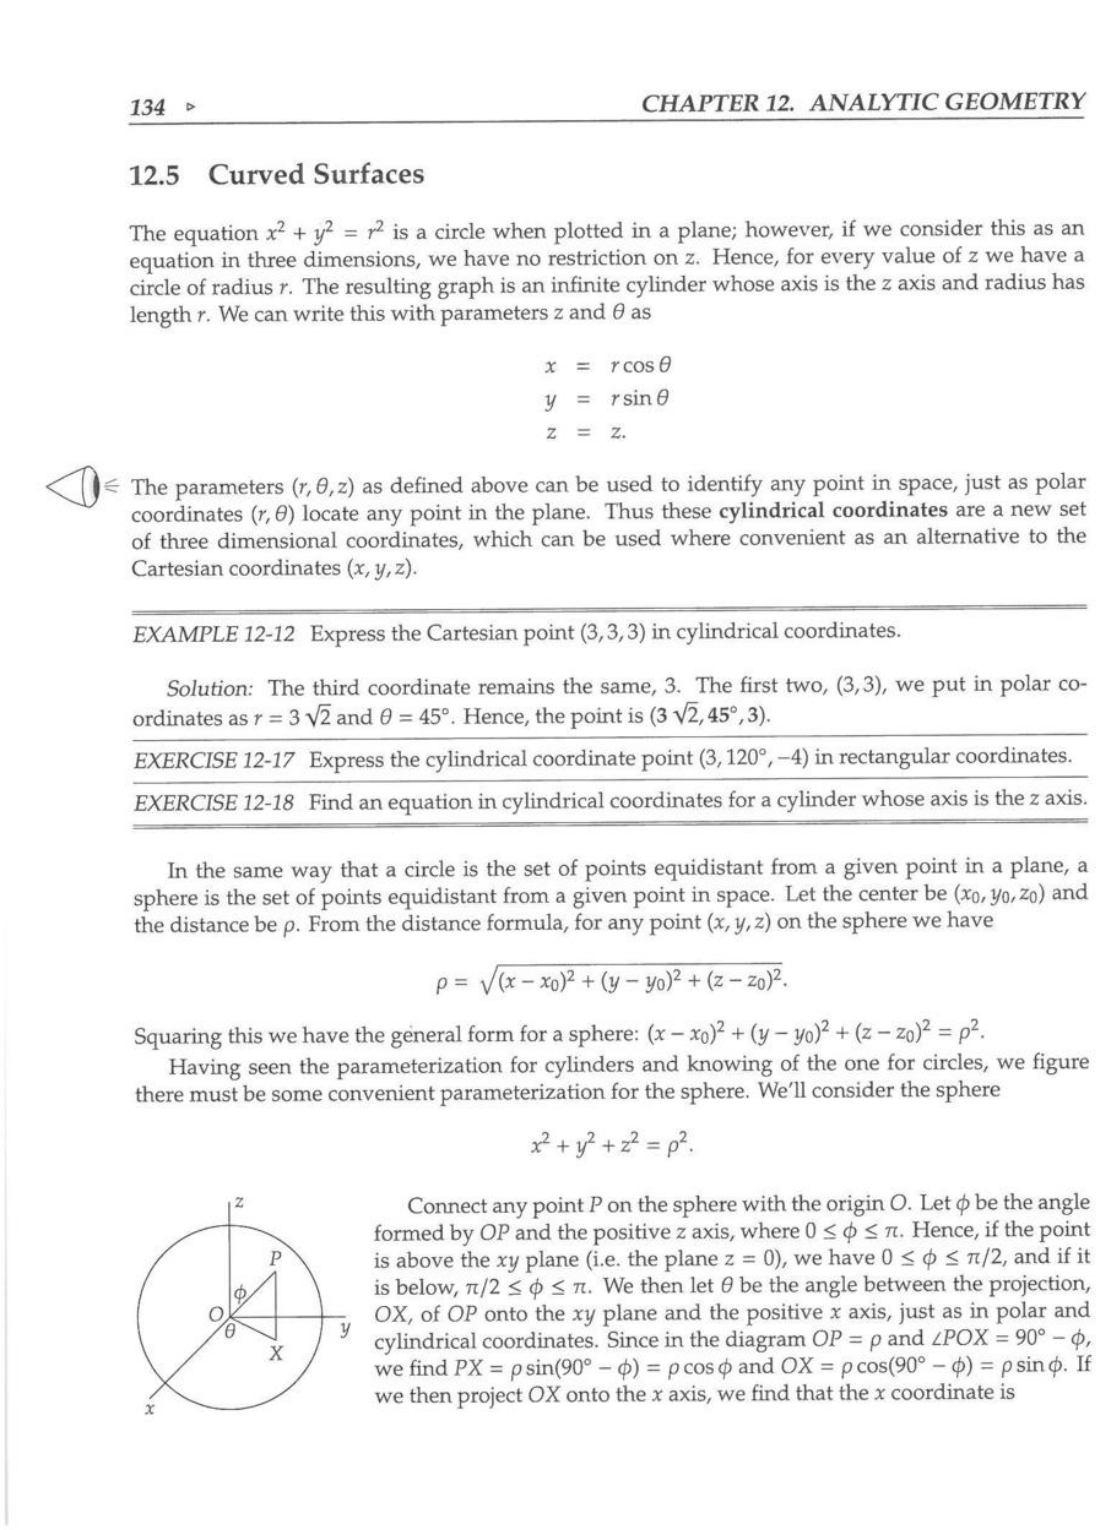 134 ▷ CHAPTER 12. ANALYTIC GEOMETRY
12.5 Curved Surfaces
The equation x² + y² = r² is a circle when plotted in a plane; however, if we consider this as an
equation in three dimensions, we have no restriction on z. Hence, for every value of z we have a
circle of radius r. The resulting graph is an infinite cylinder whose axis is the z axis and radius has
length r. We can write this with parameters z and θ as
x = r cos θ
y = r sin θ
z = z.
The parameters (r, θ, z) as defined above can be used to identify any point in space, just as polar
coordinates (r, θ) locate any point in the plane. Thus these cylindrical coordinates are a new set
of three dimensional coordinates, which can be used where convenient as an alternative to the
Cartesian coordinates (x, y, z).
EXAMPLE 12-12 Express the Cartesian point (3, 3, 3) in cylindrical coordinates.
Solution: The third coordinate remains the same, 3. The first two, (3, 3), we put in polar co-
ordinates as r = 3 √2 and θ = 45°. Hence, the point is (3 √2, 45°, 3).
EXERCISE 12-17 Express the cylindrical coordinate point (3, 120°, −4) in rectangular coordinates.
EXERCISE 12-18 Find an equation in cylindrical coordinates for a cylinder whose axis is the z axis.
In the same way that a circle is the set of points equidistant from a given point in a plane, a
sphere is the set of points equidistant from a given point in space. Let the center be (x₀, y₀, z₀) and
the distance be ρ. From the distance formula, for any point (x, y, z) on the sphere we have
ρ = √((x − x₀)² + (y − y₀)² + (z − z₀)²).
Squaring this we have the general form for a sphere: (x − x₀)² + (y − y₀)² + (z − z₀)² = ρ².
Having seen the parameterization for cylinders and knowing of the one for circles, we figure
there must be some convenient parameterization for the sphere. We'll consider the sphere
x² + y² + z² = ρ².
z
P
ϕ
O
θ
y
X
x
Connect any point P on the sphere with the origin O. Let ϕ be the angle
formed by OP and the positive z axis, where 0 ≤ ϕ ≤ π. Hence, if the point
is above the xy plane (i.e. the plane z = 0), we have 0 ≤ ϕ ≤ π/2, and if it
is below, π/2 ≤ ϕ ≤ π. We then let θ be the angle between the projection,
OX, of OP onto the xy plane and the positive x axis, just as in polar and
cylindrical coordinates. Since in the diagram OP = ρ and ∠POX = 90° − ϕ,
we find PX = ρ sin(90° − ϕ) = ρ cos ϕ and OX = ρ cos(90° − ϕ) = ρ sin ϕ. If
we then project OX onto the x axis, we find that the x coordinate is